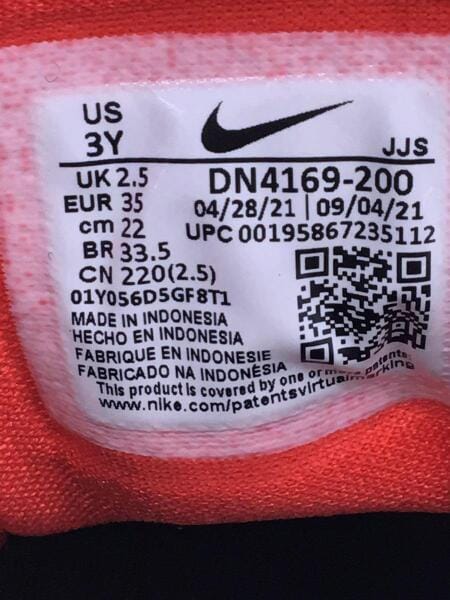 US
3Y
JJS
UK 2.5
EUR 35
cm 22
BR 33.5
CN 220(2.5)
DN4169-200
04/28/21 | 09/04/21
UPC 00195867235112
01Y056D5GF8T1
MADE IN INDONESIA
HECHO EN INDONESIA
FABRIQUE EN INDONESIE
FABRICADO NA INDONÉSIA
This product is covered by one or more patents:
www.nike.com/patentsvirtualmarking